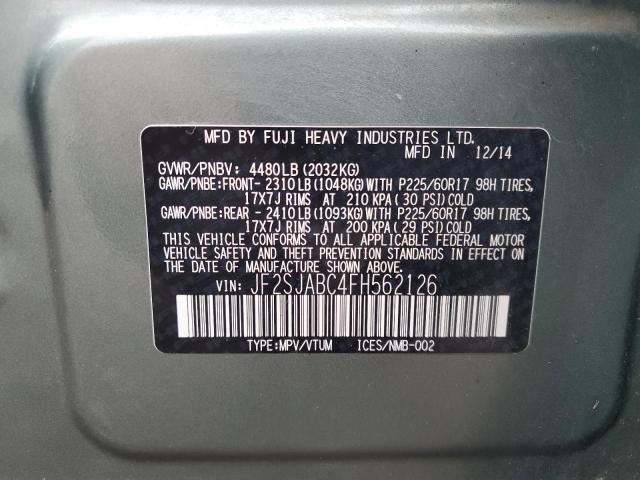 MFD BY FUJI HEAVY INDUSTRIES LTD.
MFD IN 12/14
GVWR/PNBV: 4480LB(2032KG)
GAWR/PNBE:FRONT- 2310LB(1048KG)WITH P225/60R17 98H TIRES,
17X7J RIMS AT 210 KPA( 30 PSI)COLD
GAWR/PNBE:REAR - 2410LB(1093KG)WITH P225/60R17 98H TIRES,
17X7J RIMS AT 200 KPA( 29 PSI)COLD
THIS VEHICLE CONFORMS TO ALL APPLICABLE FEDERAL MOTOR
VEHICLE SAFETY AND THEFT PREVENTION STANDARDS IN EFFECT ON
THE DATE OF MANUFACTURE SHOWN ABOVE.
VIN: JF2SJABC4FH562126
TYPE:MPV/VTUM ICES/NMB-002